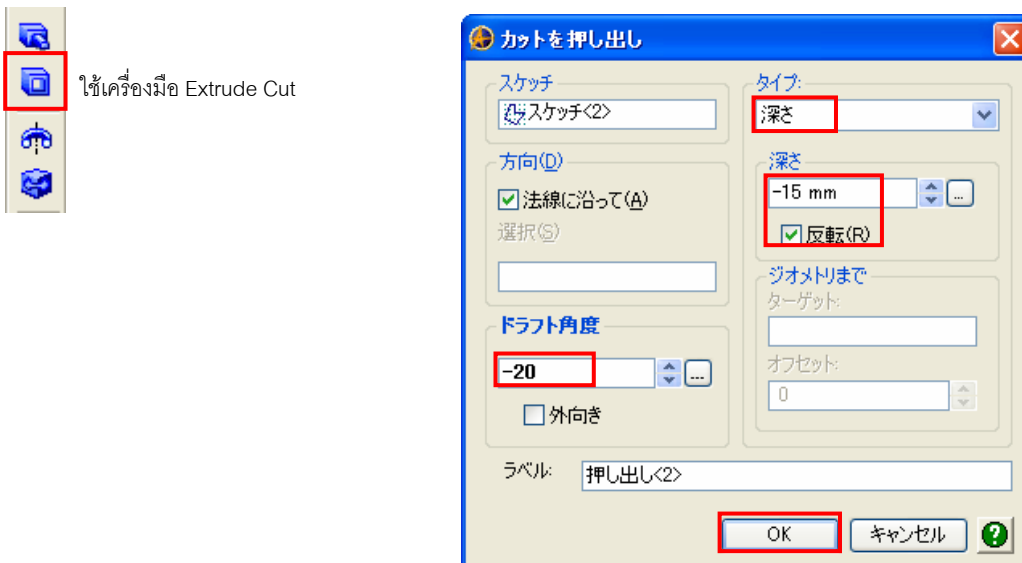 ใช้เครื่องมือ Extrude Cut
カットを押し出し
スケッチ
スケッチ<2>
方向(D)
法線に沿って(A)
選択(S)
ドラフト角度
-20
...
外向き
タイプ:
深さ
深さ
-15 mm
...
反転(R)
ジオメトリまで
ターゲット:
オフセット:
0
ラベル:
押し出し<2>
OK
キャンセル
?